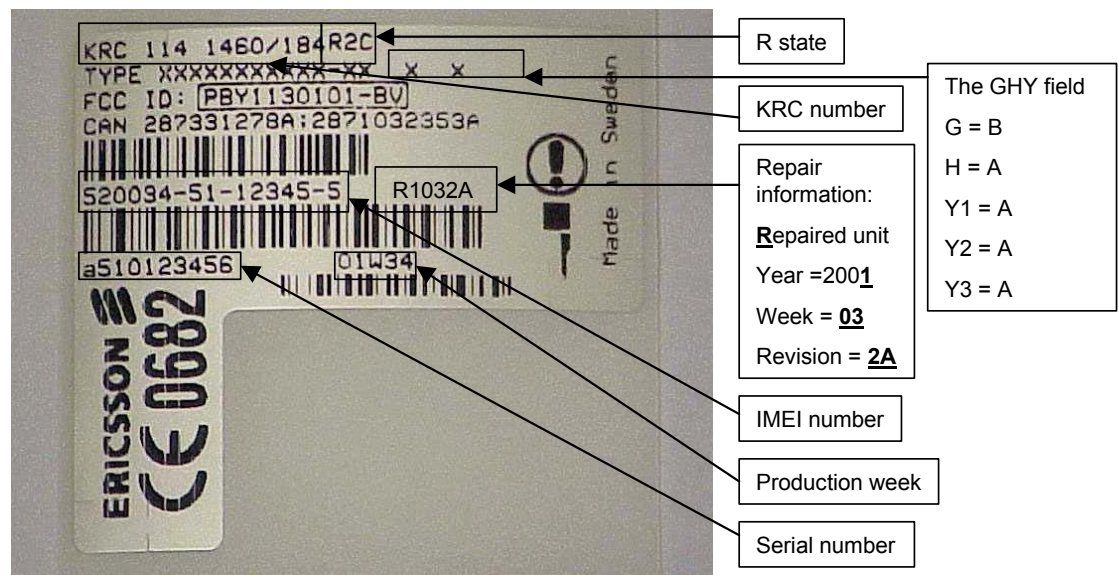 KRC 114 1460/184 R2C
TYPE XXXXXXXXXXX-XX X X
FCC ID: PBY1130101-BV
CAN 287331278A;2871032353A
520094-51-12345-5
R1032A
a510123456
01W34
ERICSSON
CE 0682
Made in Sweden
R state
KRC number
Repair
information:
Repaired unit
Year =2001
Week = 03
Revision = 2A
IMEI number
Production week
Serial number
The GHY field
G = B
H = A
Y1 = A
Y2 = A
Y3 = A